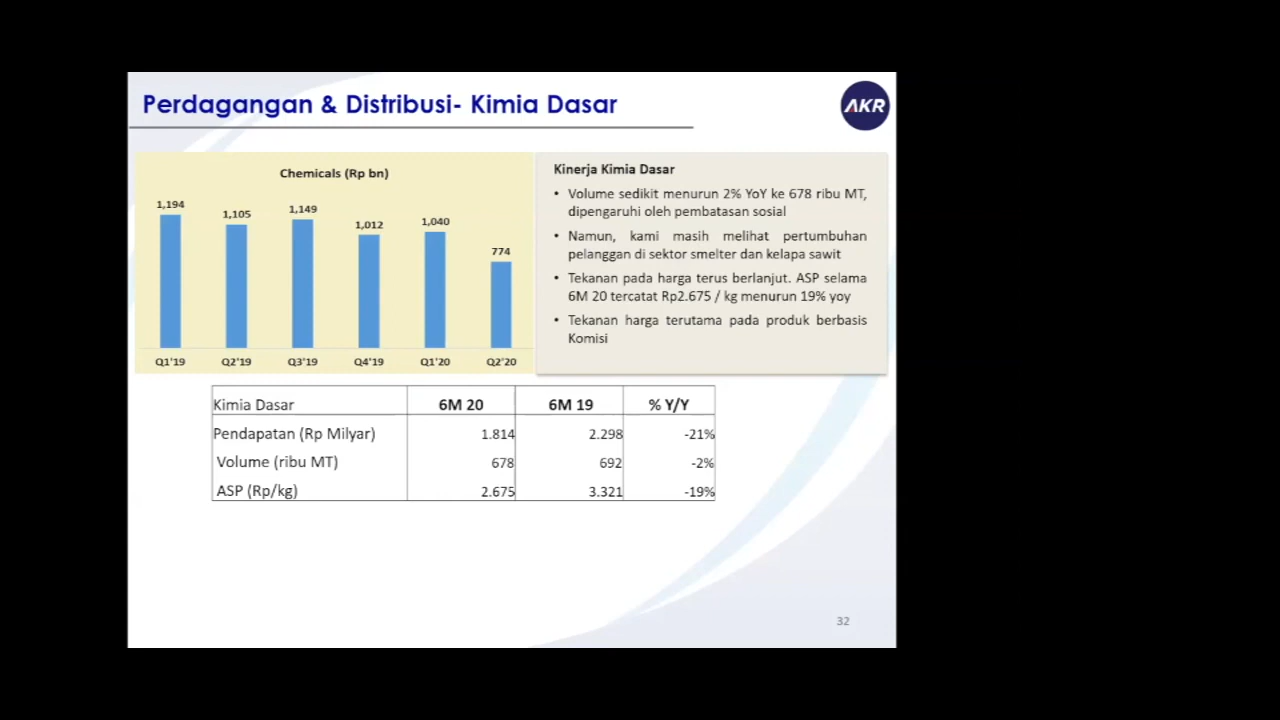 Perdagangan & Distribusi- Kimia Dasar
AKR
Chemicals (Rp bn)
1,194
1,105
1,149
1,012
1,040
774
Q1'19
Q2'19
Q3'19
Q4'19
Q1'20
Q2'20
Kinerja Kimia Dasar
• Volume sedikit menurun 2% YoY ke 678 ribu MT,
dipengaruhi oleh pembatasan sosial
• Namun, kami masih melihat pertumbuhan
pelanggan di sektor smelter dan kelapa sawit
• Tekanan pada harga terus berlanjut. ASP selama
6M 20 tercatat Rp2.675 / kg menurun 19% yoy
• Tekanan harga terutama pada produk berbasis
Komisi
Kimia Dasar 6M 20 6M 19 % Y/Y
Pendapatan (Rp Milyar) 1.814 2.298 -21%
Volume (ribu MT) 678 692 -2%
ASP (Rp/kg) 2.675 3.321 -19%
32